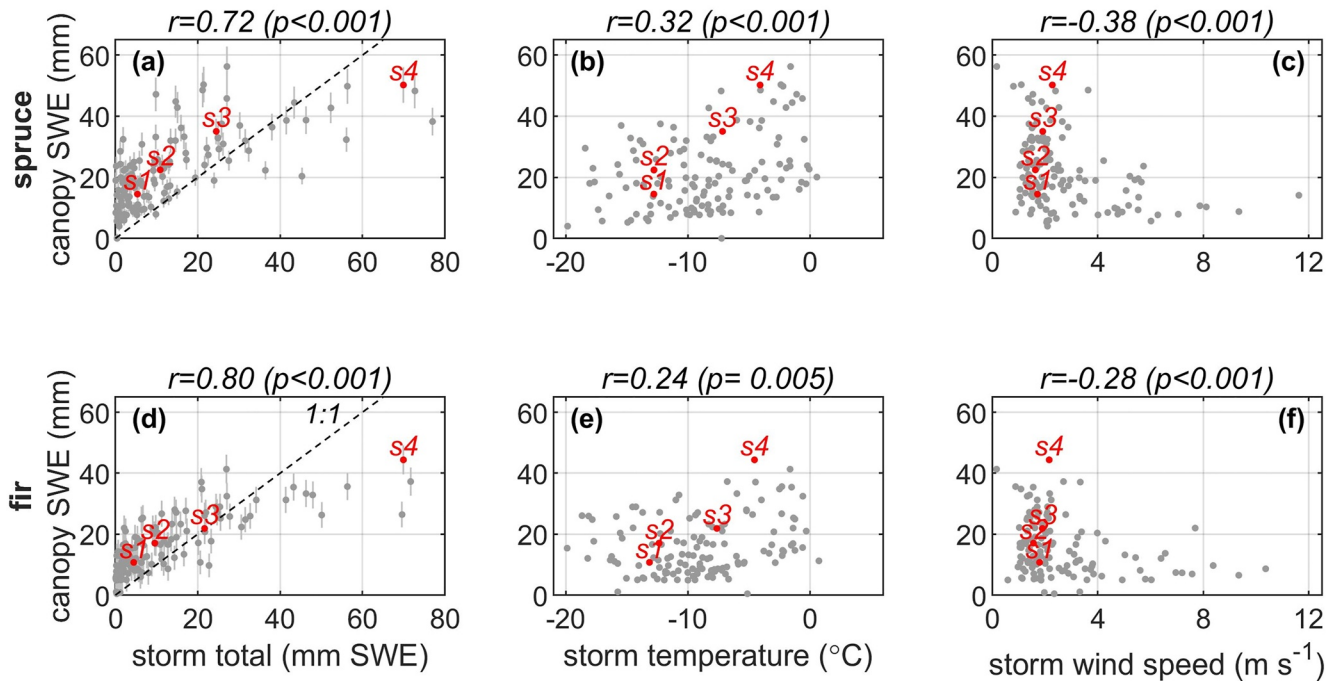 r=0.72 (p<0.001)
r=0.32 (p<0.001)
r=-0.38 (p<0.001)
spruce
canopy SWE (mm)
60
40
20
0
(a)
s1
s2
s3
s4
0 20 40 60 80
60
40
20
0
(b)
s1
s2
s3
s4
-20 -10 0
60
40
20
0
(c)
s1
s2
s3
s4
0 4 8 12
r=0.80 (p<0.001)
r=0.24 (p= 0.005)
r=-0.28 (p<0.001)
fir
canopy SWE (mm)
60
40
20
0
(d)
1:1
s1
s2
s3
s4
0 20 40 60 80
storm total (mm SWE)
60
40
20
0
(e)
s1
s2
s3
s4
-20 -10 0
storm temperature (°C)
60
40
20
0
(f)
s1
s2
s3
s4
0 4 8 12
storm wind speed (m s⁻¹)